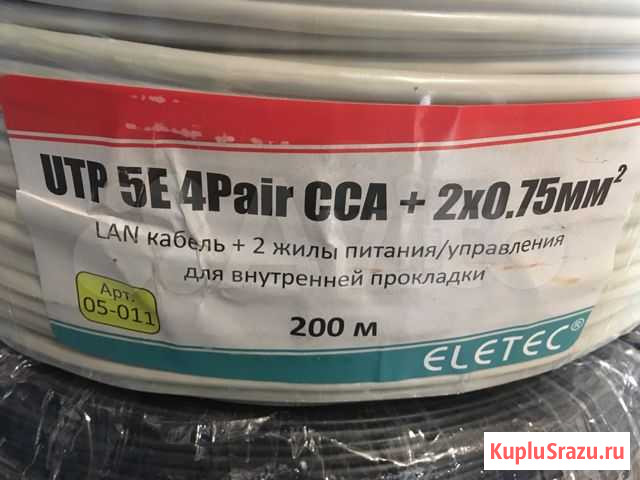 UTP 5E 4Pair CCA + 2x0.75мм²
LAN кабель + 2 жилы питания/управления
для внутренней прокладки
Арт.
05-011
200 м
ELETEC®
KupluSrazu.ru